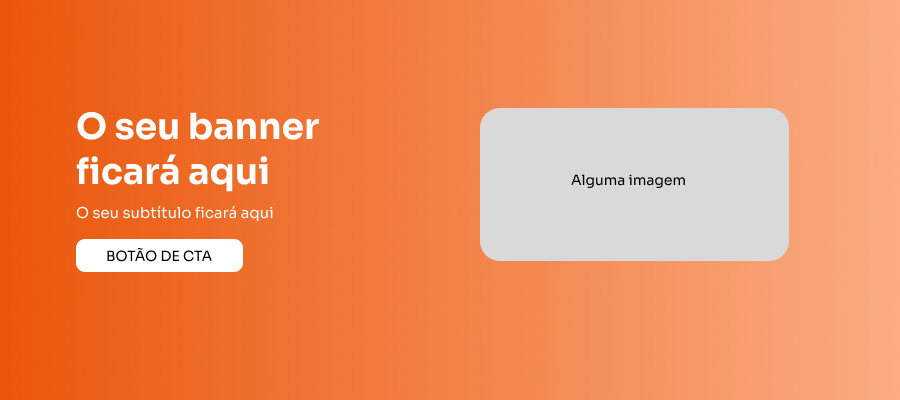 O seu banner
ficará aqui
O seu subtítulo ficará aqui
BOTÃO DE CTA
Alguma imagem